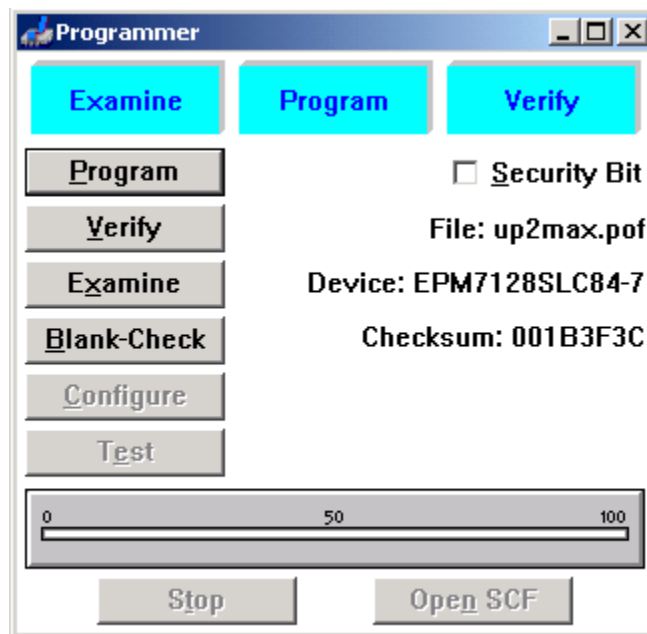 Programmer
Examine Program Verify
Program Security Bit
Verify File: up2max.pof
Examine Device: EPM7128SLC84-7
Blank-Check Checksum: 001B3F3C
Configure
Test
0 50 100
Stop Open SCF